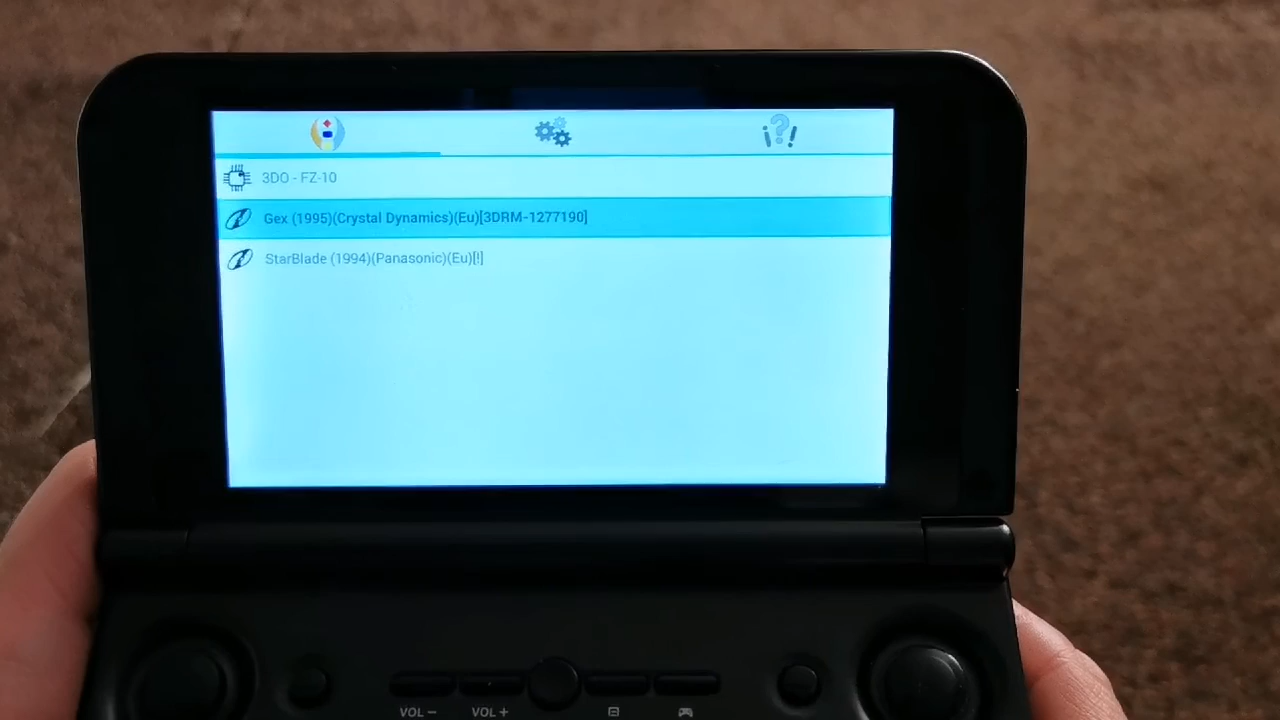 3DO - FZ-10
Gex (1995)(Crystal Dynamics)(Eu)[3DRM-1277190]
StarBlade (1994)(Panasonic)(Eu)[!]
VOL − VOL +